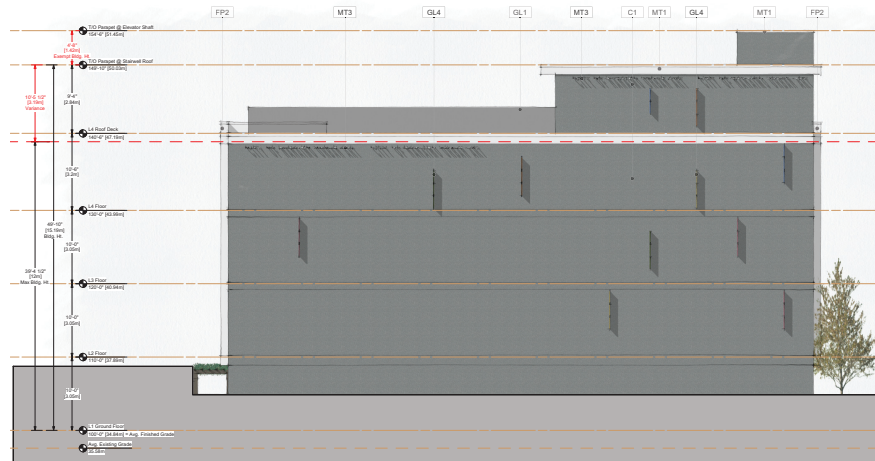 FP2 MT3 GL4 GL1 MT3 C1 MT1 GL4 MT1 FP2
T/O Parapet @ Elevator Shaft
154'-6" [51.45m]
4'-8"
[1.42m]
Exempt Bldg. Ht.
T/O Parapet @ Stairwell Roof
149'-10" [50.03m]
10'-5 1/2"
[3.19m]
Variance
9'-4"
[2.84m]
L4 Roof Deck
140'-6" [47.19m]
10'-6"
[3.2m]
L4 Floor
130'-0" [43.99m]
49'-10"
[15.19m]
Bldg. Ht.
10'-0"
[3.05m]
39'-4 1/2"
[12m]
Max Bldg. Ht.
L3 Floor
120'-0" [40.94m]
10'-0"
[3.05m]
L2 Floor
110'-0" [37.89m]
10'-0"
[3.05m]
L1 Ground Floor
100'-0" [34.84m] = Avg. Finished Grade
Avg. Existing Grade
35.58m